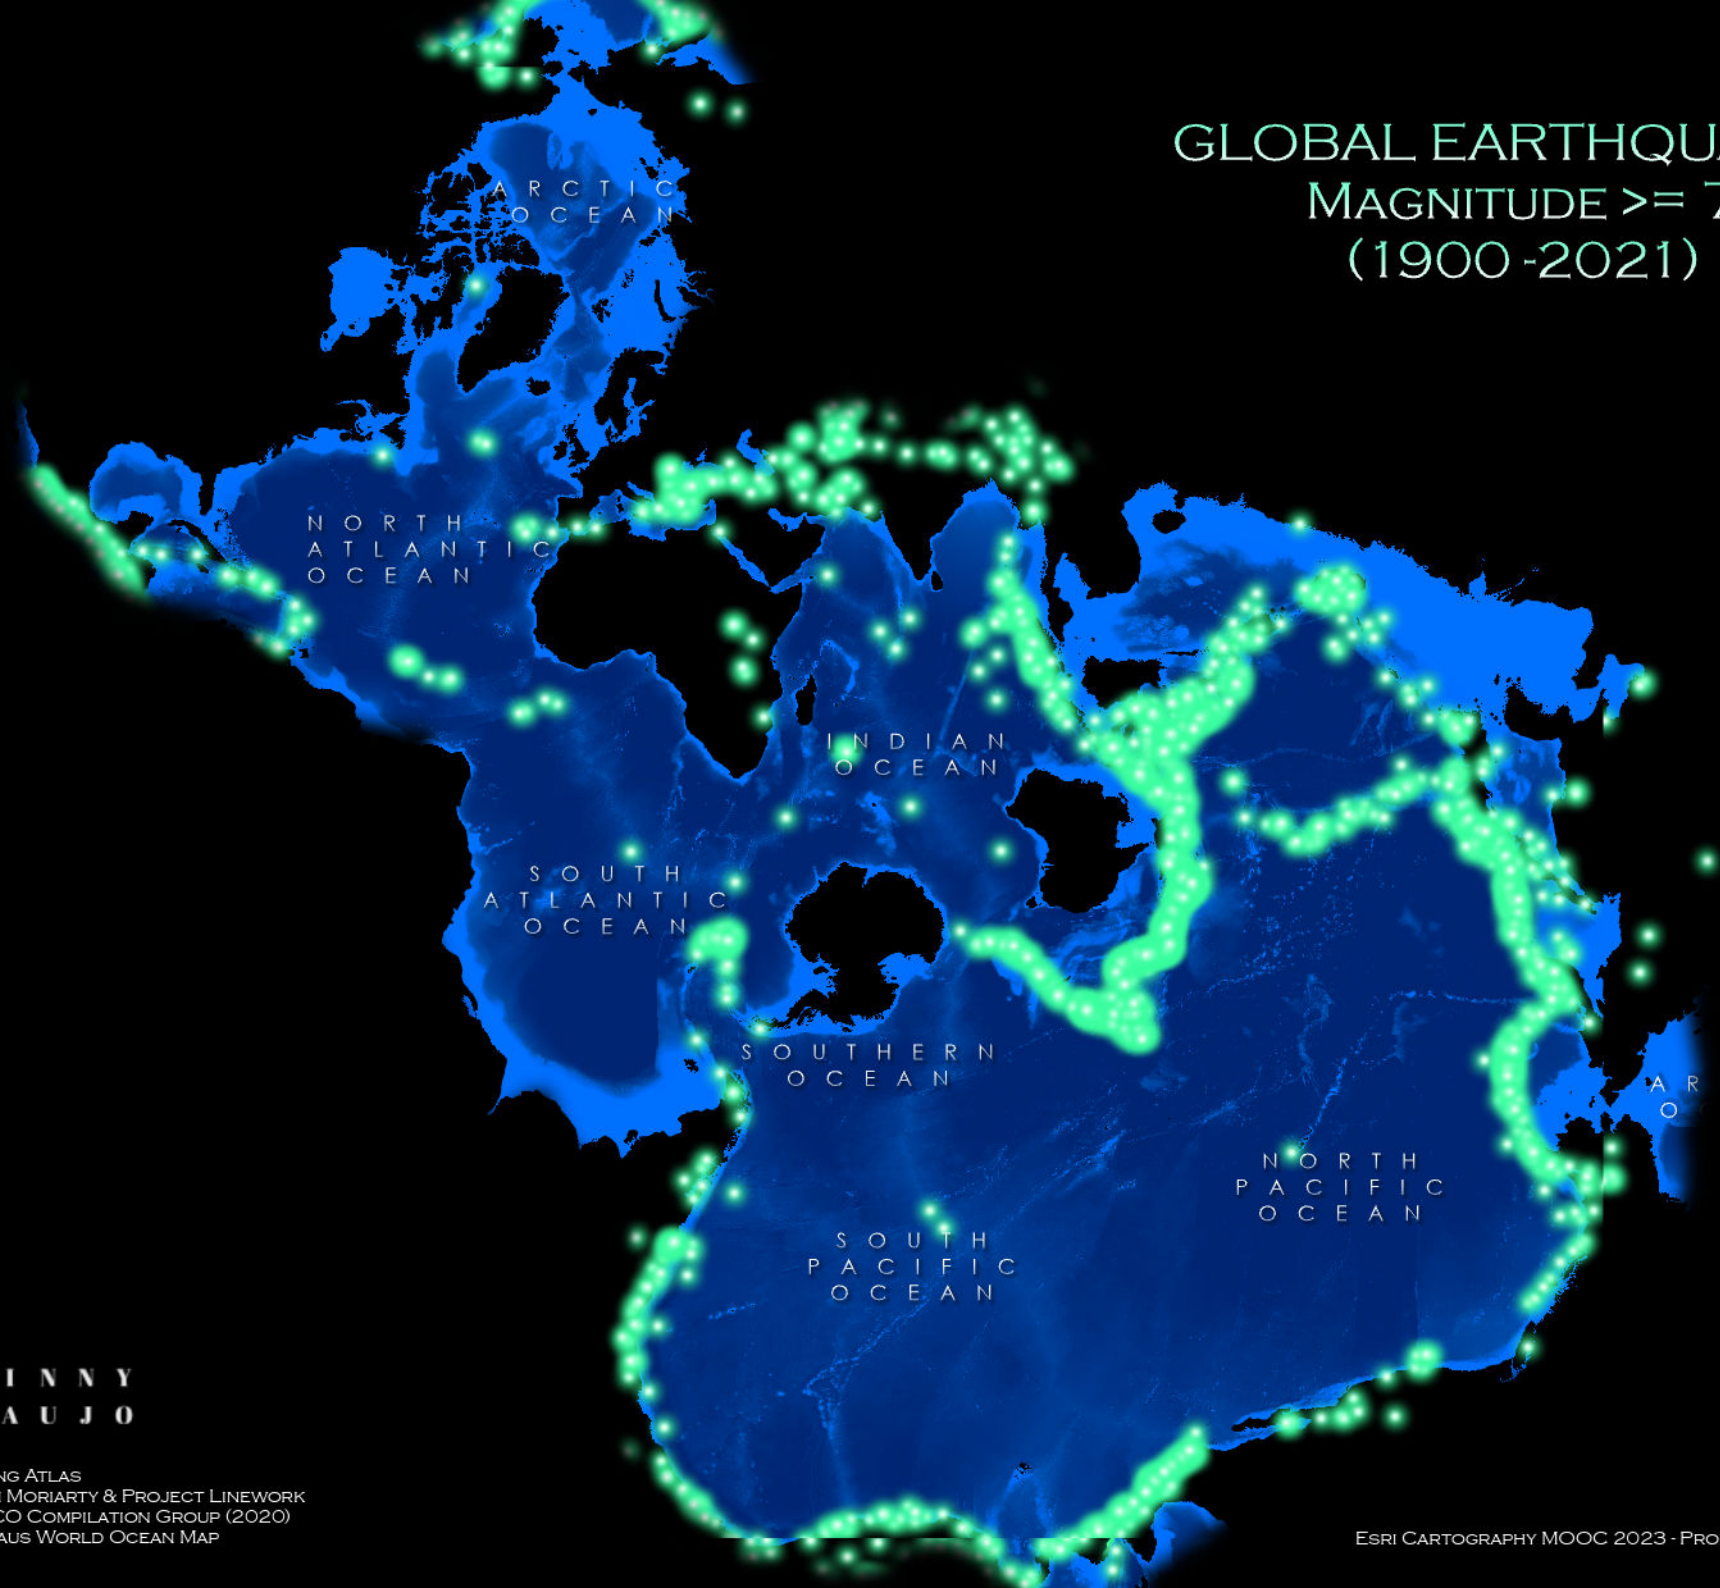 GLOBAL EARTHQUA
MAGNITUDE >= 7
(1900 -2021)
ARCTIC
OCEAN
NORTH
ATLANTIC
OCEAN
INDIAN
OCEAN
SOUTH
ATLANTIC
OCEAN
SOUTHERN
OCEAN
AR
O
NORTH
PACIFIC
OCEAN
SOUTH
PACIFIC
OCEAN
INNY
AUJO
NG ATLAS
MORIARTY & PROJECT LINEWORK
CO COMPILATION GROUP (2020)
AUS WORLD OCEAN MAP
ESRI CARTOGRAPHY MOOC 2023 - PRO